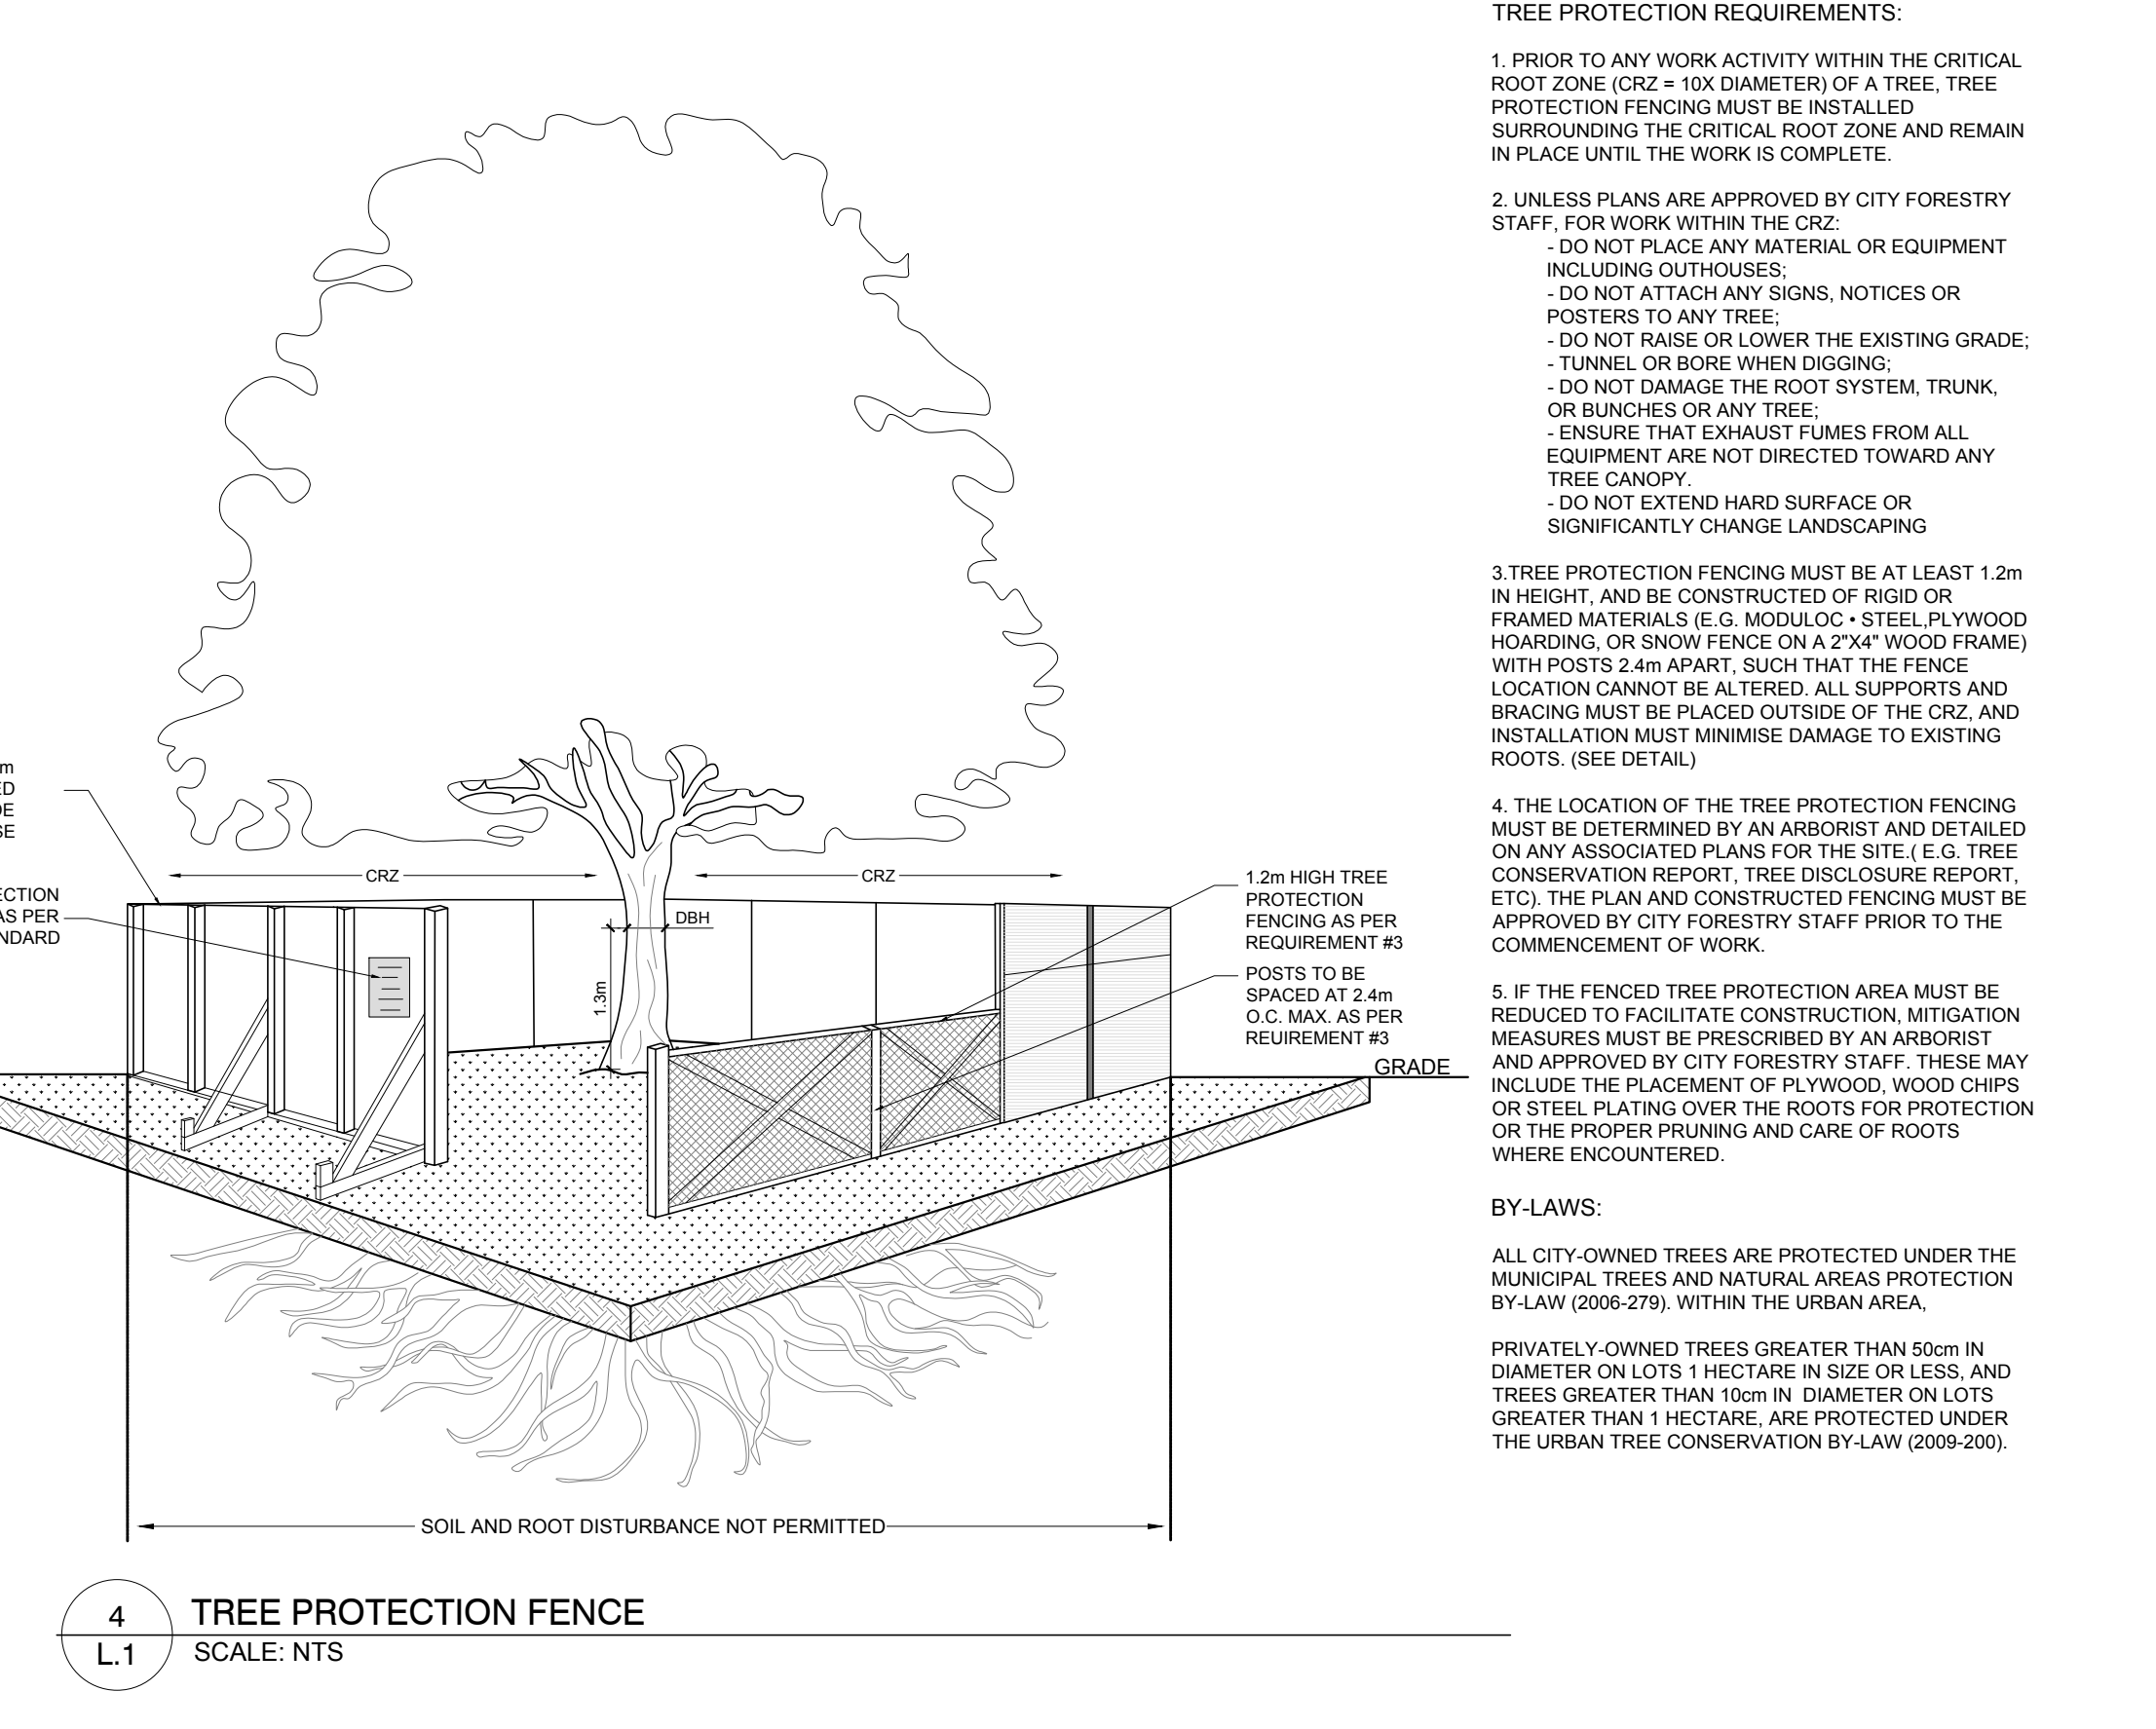 TREE PROTECTION REQUIREMENTS:
1. PRIOR TO ANY WORK ACTIVITY WITHIN THE CRITICAL
ROOT ZONE (CRZ = 10X DIAMETER) OF A TREE, TREE
PROTECTION FENCING MUST BE INSTALLED
SURROUNDING THE CRITICAL ROOT ZONE AND REMAIN
IN PLACE UNTIL THE WORK IS COMPLETE.
2. UNLESS PLANS ARE APPROVED BY CITY FORESTRY
STAFF, FOR WORK WITHIN THE CRZ:
- DO NOT PLACE ANY MATERIAL OR EQUIPMENT
INCLUDING OUTHOUSES;
- DO NOT ATTACH ANY SIGNS, NOTICES OR
POSTERS TO ANY TREE;
- DO NOT RAISE OR LOWER THE EXISTING GRADE;
- TUNNEL OR BORE WHEN DIGGING;
- DO NOT DAMAGE THE ROOT SYSTEM, TRUNK,
OR BUNCHES OR ANY TREE;
- ENSURE THAT EXHAUST FUMES FROM ALL
EQUIPMENT ARE NOT DIRECTED TOWARD ANY
TREE CANOPY.
- DO NOT EXTEND HARD SURFACE OR
SIGNIFICANTLY CHANGE LANDSCAPING
3.TREE PROTECTION FENCING MUST BE AT LEAST 1.2m
IN HEIGHT, AND BE CONSTRUCTED OF RIGID OR
FRAMED MATERIALS (E.G. MODULOC • STEEL,PLYWOOD
HOARDING, OR SNOW FENCE ON A 2"X4" WOOD FRAME)
WITH POSTS 2.4m APART, SUCH THAT THE FENCE
LOCATION CANNOT BE ALTERED. ALL SUPPORTS AND
BRACING MUST BE PLACED OUTSIDE OF THE CRZ, AND
INSTALLATION MUST MINIMISE DAMAGE TO EXISTING
ROOTS. (SEE DETAIL)
4. THE LOCATION OF THE TREE PROTECTION FENCING
MUST BE DETERMINED BY AN ARBORIST AND DETAILED
ON ANY ASSOCIATED PLANS FOR THE SITE.( E.G. TREE
CONSERVATION REPORT, TREE DISCLOSURE REPORT,
ETC). THE PLAN AND CONSTRUCTED FENCING MUST BE
APPROVED BY CITY FORESTRY STAFF PRIOR TO THE
COMMENCEMENT OF WORK.
5. IF THE FENCED TREE PROTECTION AREA MUST BE
REDUCED TO FACILITATE CONSTRUCTION, MITIGATION
MEASURES MUST BE PRESCRIBED BY AN ARBORIST
AND APPROVED BY CITY FORESTRY STAFF. THESE MAY
INCLUDE THE PLACEMENT OF PLYWOOD, WOOD CHIPS
OR STEEL PLATING OVER THE ROOTS FOR PROTECTION
OR THE PROPER PRUNING AND CARE OF ROOTS
WHERE ENCOUNTERED.
BY-LAWS:
ALL CITY-OWNED TREES ARE PROTECTED UNDER THE
MUNICIPAL TREES AND NATURAL AREAS PROTECTION
BY-LAW (2006-279). WITHIN THE URBAN AREA,
PRIVATELY-OWNED TREES GREATER THAN 50cm IN
DIAMETER ON LOTS 1 HECTARE IN SIZE OR LESS, AND
TREES GREATER THAN 10cm IN DIAMETER ON LOTS
GREATER THAN 1 HECTARE, ARE PROTECTED UNDER
THE URBAN TREE CONSERVATION BY-LAW (2009-200).
m
ED
DE
SE
ECTION
AS PER
NDARD
CRZ
CRZ
DBH
1.3m
1.2m HIGH TREE
PROTECTION
FENCING AS PER
REQUIREMENT #3
POSTS TO BE
SPACED AT 2.4m
O.C. MAX. AS PER
REUIREMENT #3
GRADE
SOIL AND ROOT DISTURBANCE NOT PERMITTED
4
L.1
TREE PROTECTION FENCE
SCALE: NTS